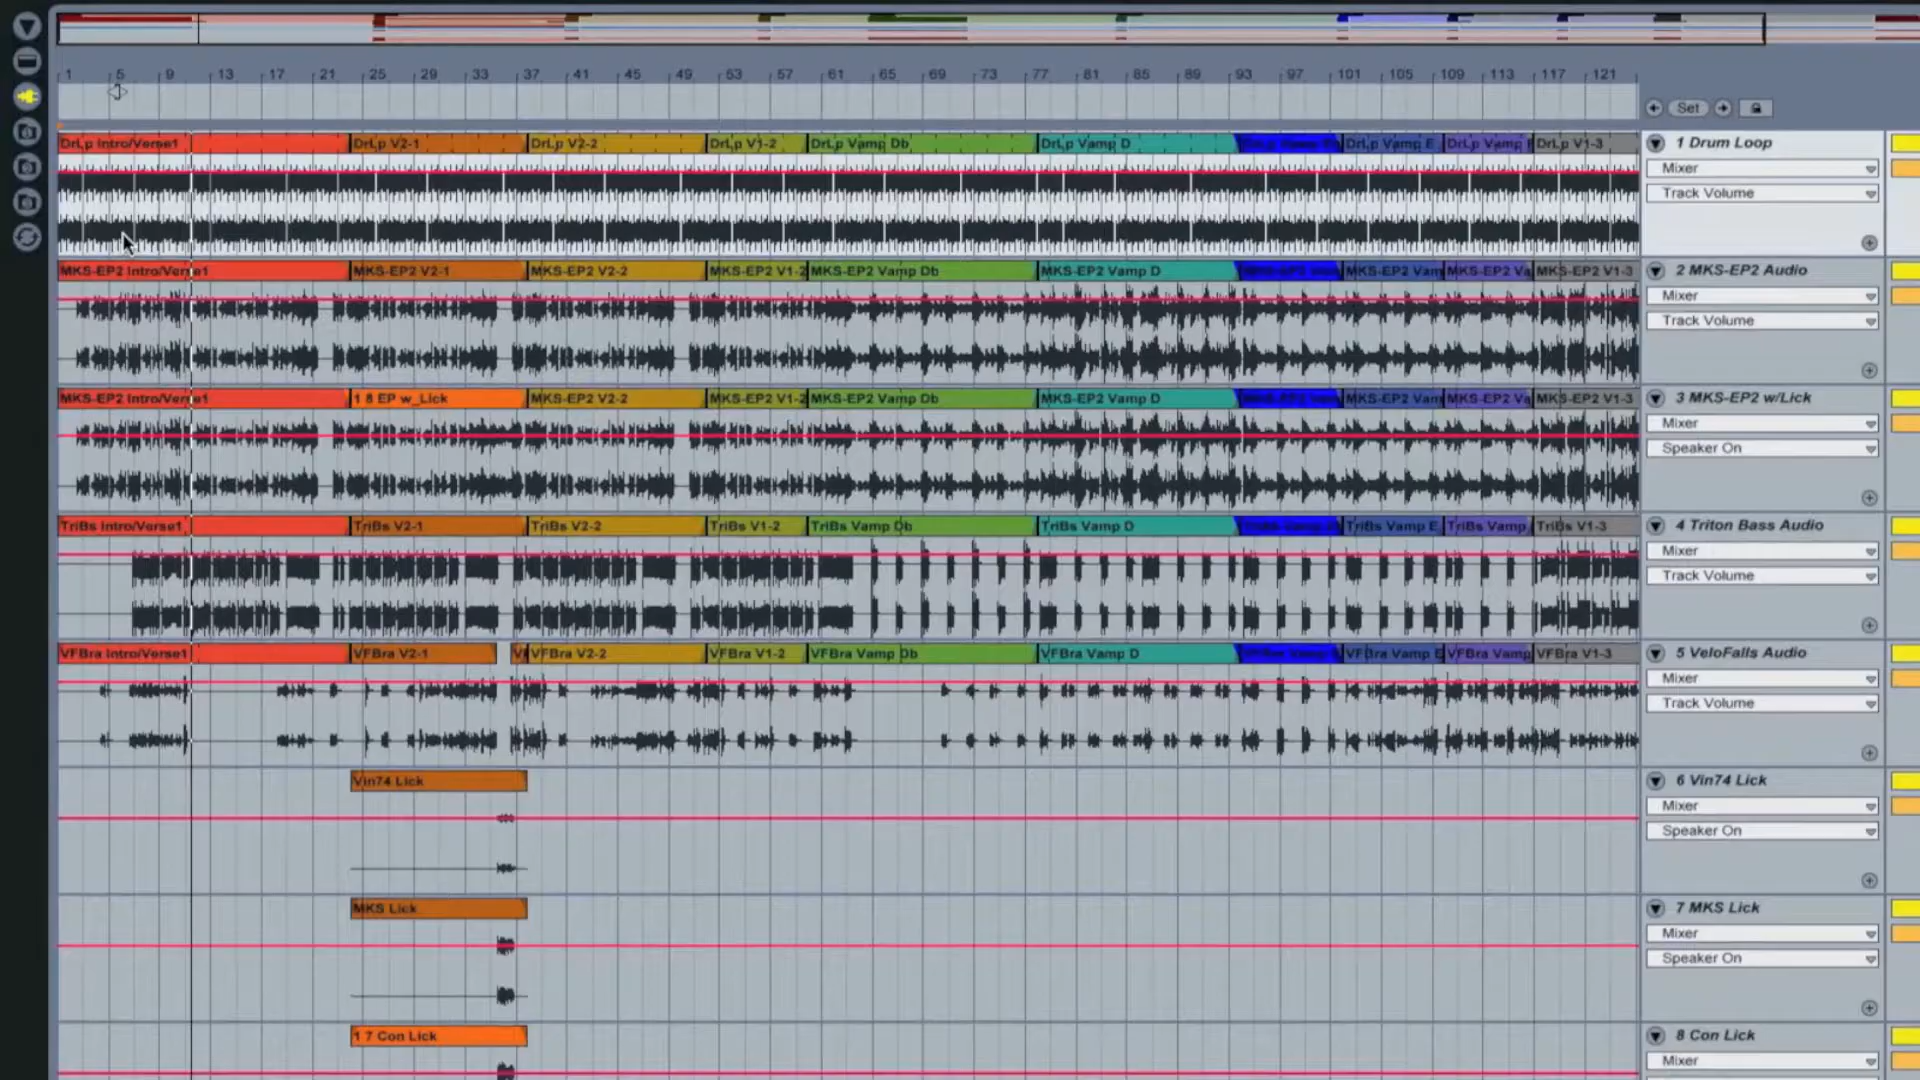 1 5 9 13 17 21 25 29 33 37 41 45 49 53 57 61 65 69 73 77 81 85 89 93 97 101 105 109 113 117 121
Set
DrLp Intro/Verse1 DrLp V2-1 DrLp V2-2 DrLp V1-2 DrLp Vamp Db DrLp Vamp D DrLp Vamp E DrLp Vamp DrLp V1-3
1 Drum Loop
Mixer
Track Volume
MKS-EP2 Intro/Verse1 MKS-EP2 V2-1 MKS-EP2 V2-2 MKS-EP2 V1-2 MKS-EP2 Vamp Db MKS-EP2 Vamp D MKS-EP2 Vam MKS-EP2 Va MKS-EP2 V1-3
2 MKS-EP2 Audio
Mixer
Track Volume
MKS-EP2 Intro/Verse1 1 8 EP w_Lick MKS-EP2 V2-2 MKS-EP2 V1-2 MKS-EP2 Vamp Db MKS-EP2 Vamp D MKS-EP2 Vam MKS-EP2 Va MKS-EP2 V1-3
3 MKS-EP2 w/Lick
Mixer
Speaker On
TriBs Intro/Verse1 TriBs V2-1 TriBs V2-2 TriBs V1-2 TriBs Vamp Db TriBs Vamp D TriBs Vamp E TriBs Vamp TriBs V1-3
4 Triton Bass Audio
Mixer
Track Volume
VFBra Intro/Verse1 VFBra V2-1 VFBra V2-2 VFBra V1-2 VFBra Vamp Db VFBra Vamp D VFBra Vamp E VFBra Vamp VFBra V1-3
5 VeloFalls Audio
Mixer
Track Volume
Vin74 Lick
6 Vin74 Lick
Mixer
Speaker On
MKS Lick
7 MKS Lick
Mixer
Speaker On
1 7 Con Lick
8 Con Lick
Mixer